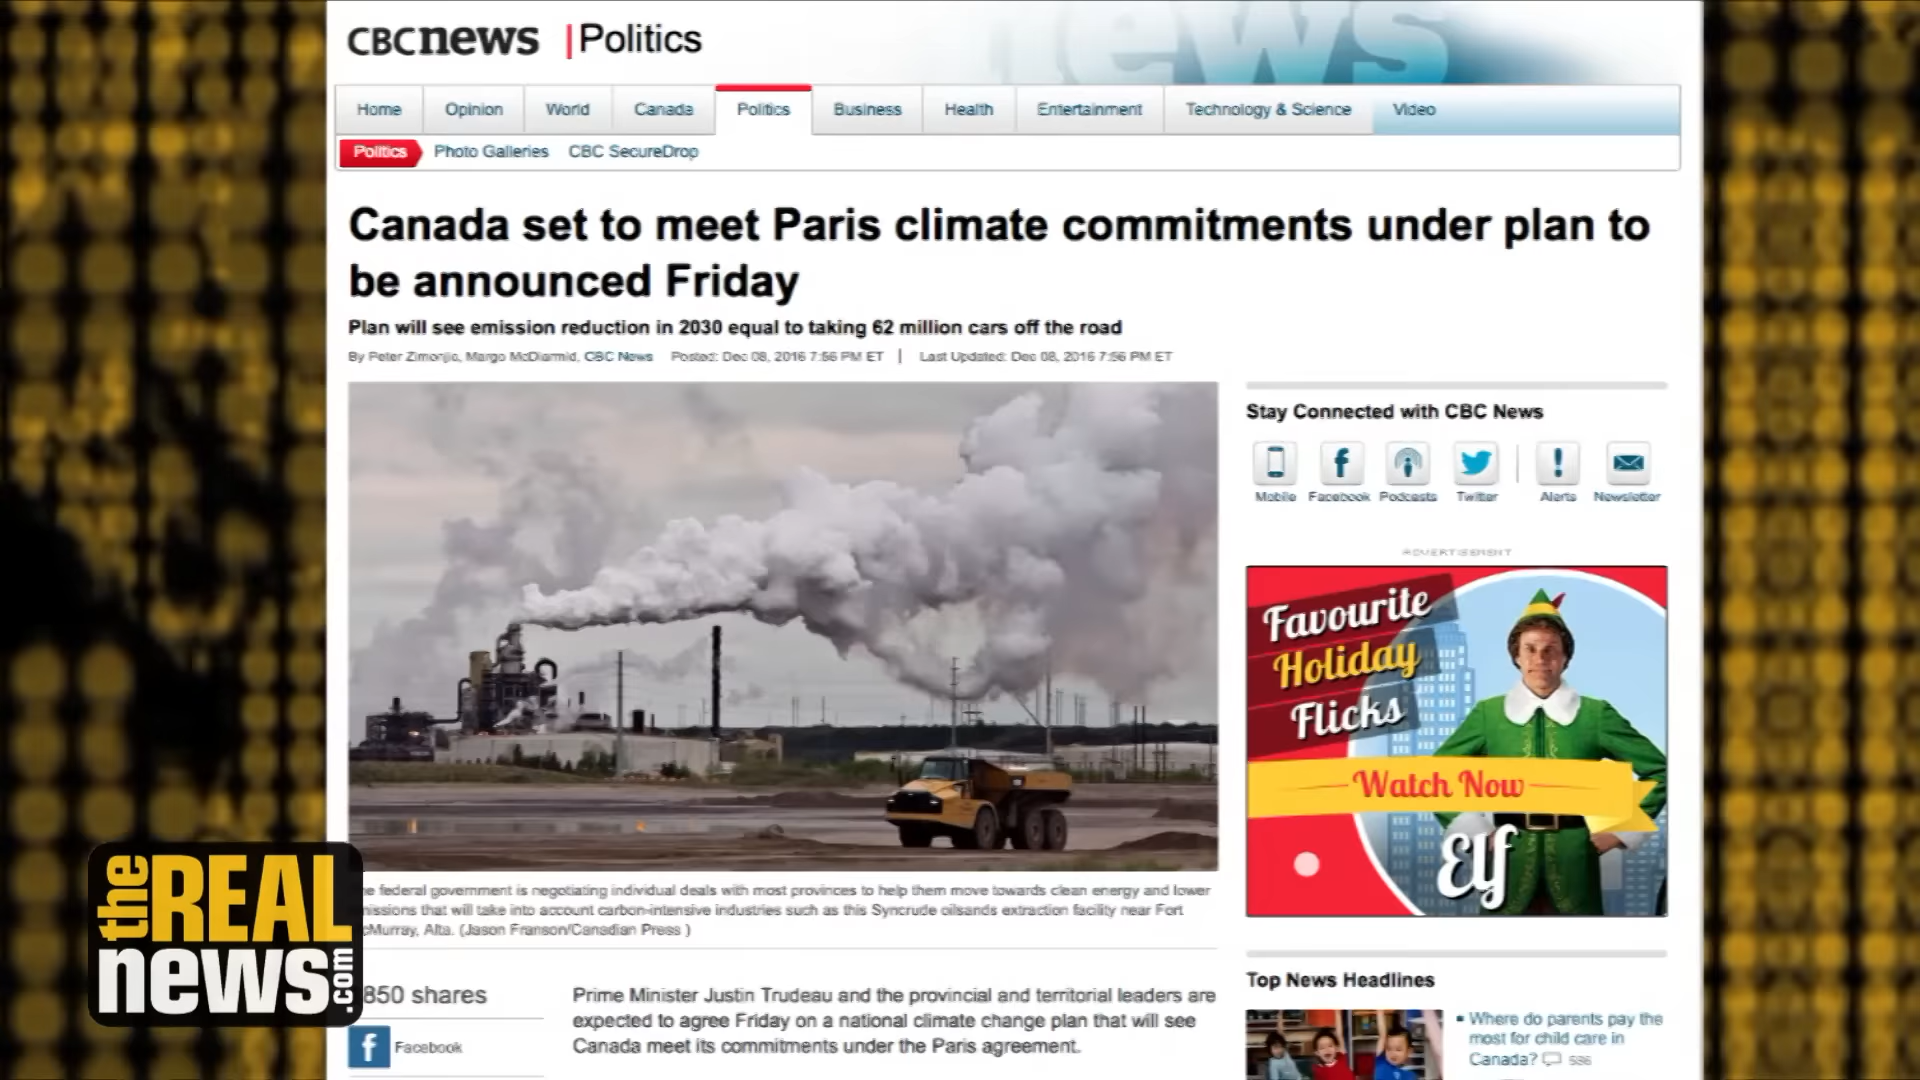 CBCnews | Politics
news
Home Opinion World Canada Politics Business Health Entertainment Technology & Science Video
Politics Photo Galleries CBC SecureDrop
Canada set to meet Paris climate commitments under plan to
be announced Friday
Plan will see emission reduction in 2030 equal to taking 62 million cars off the road
By Peter Zimonjic, Margo McDiarmid, CBC News Posted: Dec 08, 2016 7:56 PM ET | Last Updated: Dec 08, 2016 7:56 PM ET
Stay Connected with CBC News
Mobile Facebook Podcasts Twitter Alerts Newsletter
ADVERTISEMENT
Favourite
Holiday
Flicks
Watch Now
Elf
federal government is negotiating individual deals with most provinces to help them move towards clean energy and lower
that will take into account carbon-intensive industries such as this Syncrude oilsands extraction facility near Fort
Alta. (Jason Franson/Canadian Press )
850 shares
Facebook
Prime Minister Justin Trudeau and the provincial and territorial leaders are
expected to agree Friday on a national climate change plan that will see
Canada meet its commitments under the Paris agreement.
Top News Headlines
Where do parents pay the
most for child care in
Canada? 586
the REAL
news.com